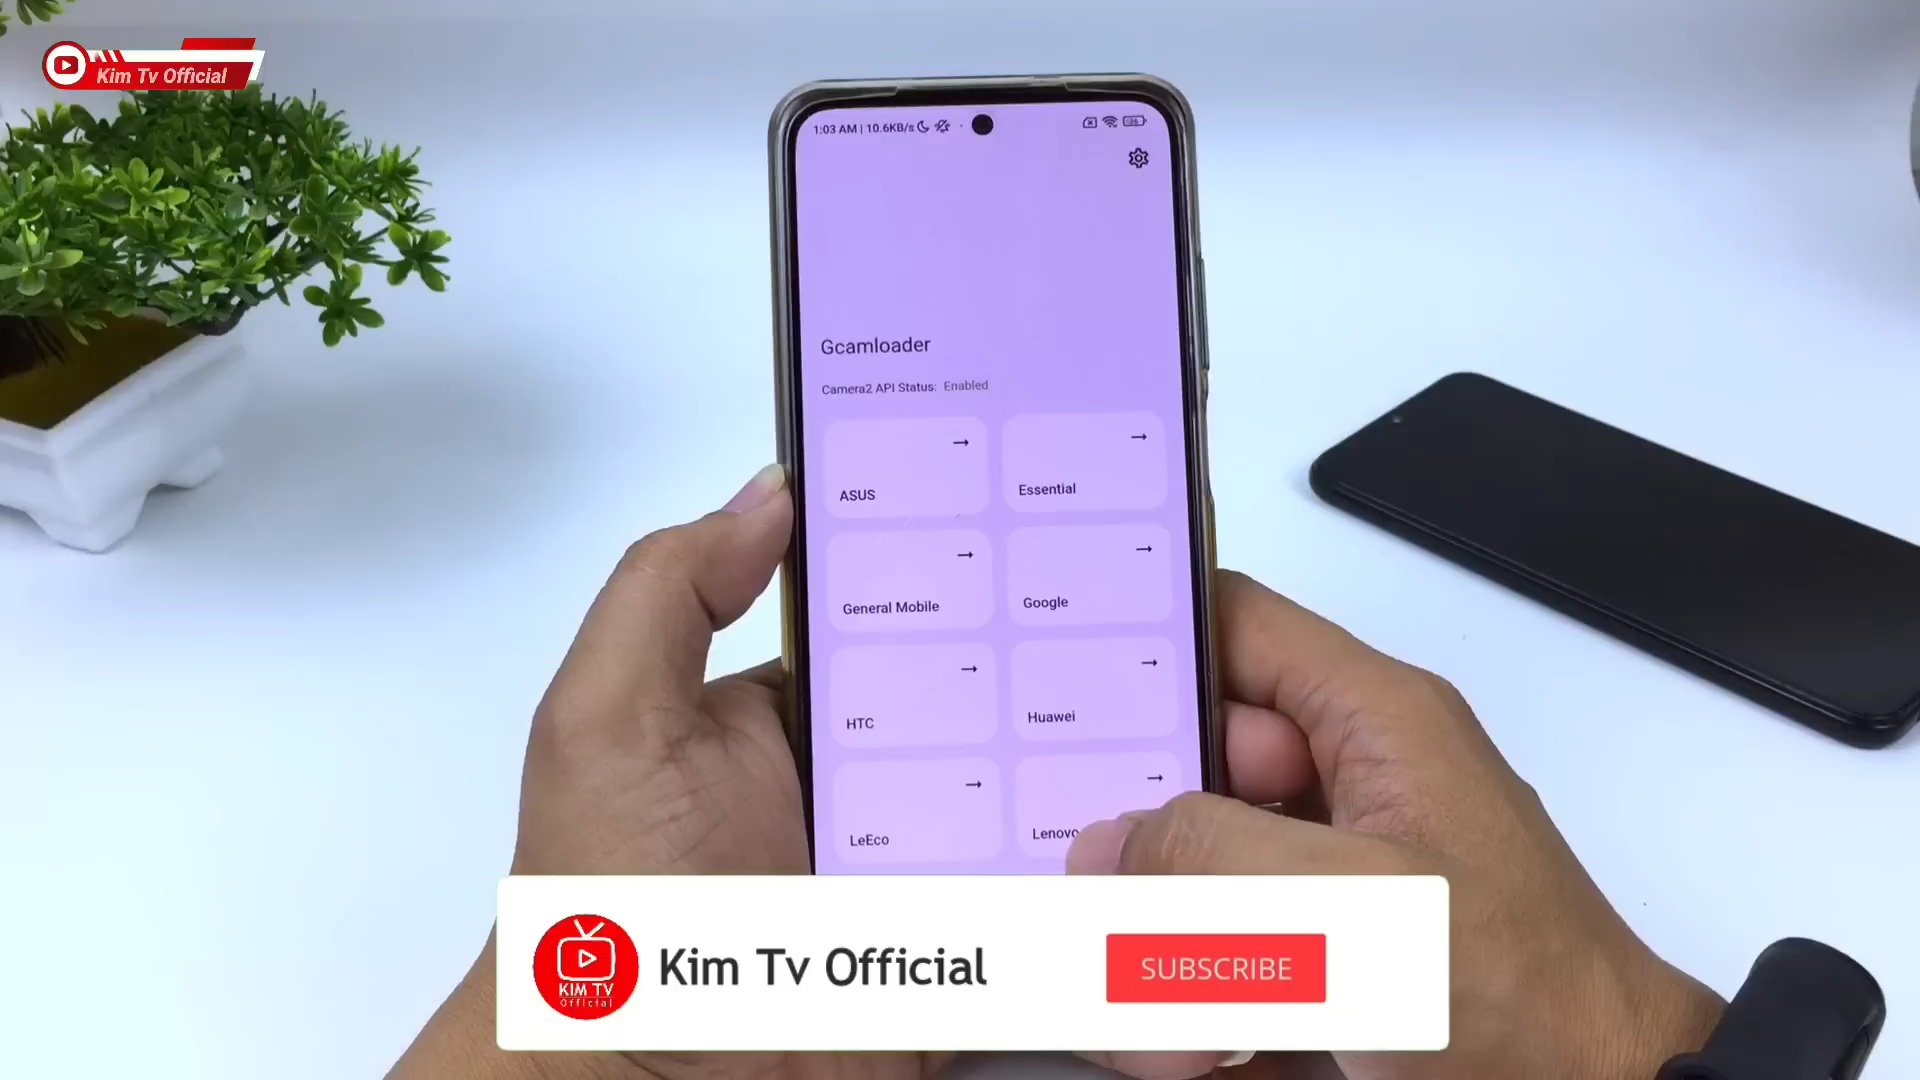 Kim Tv Official
1:03 AM | 10.6KB/s
Gcamloader
Camera2 API Status: Enabled
ASUS
Essential
General Mobile
Google
HTC
Huawei
LeEco
Lenovo
KIM TV
Official
Kim Tv Official
SUBSCRIBE